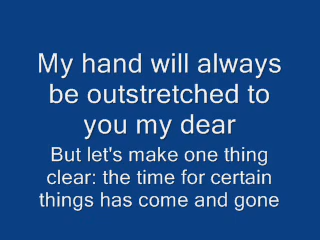 My hand will always
be outstretched to
you my dear
But let's make one thing
clear: the time for certain
things has come and gone